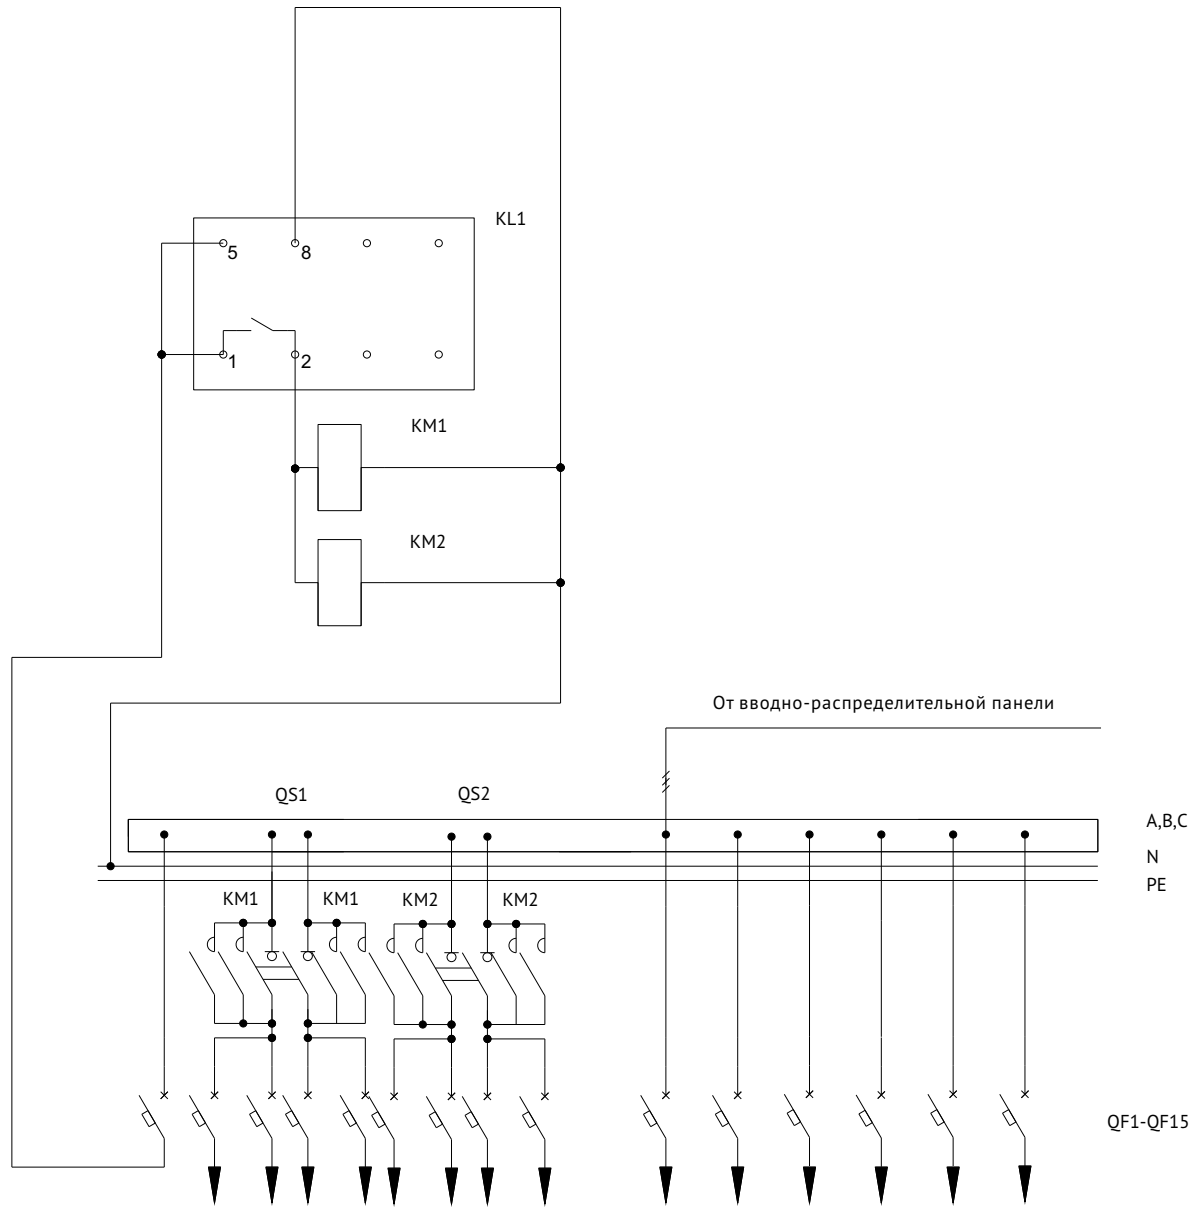 KL1
5
8
1
2
KM1
KM2
От вводно-распределительной панели
QS1
QS2
A,B,C
N
PE
KM1
KM1
KM2
KM2
QF1-QF15